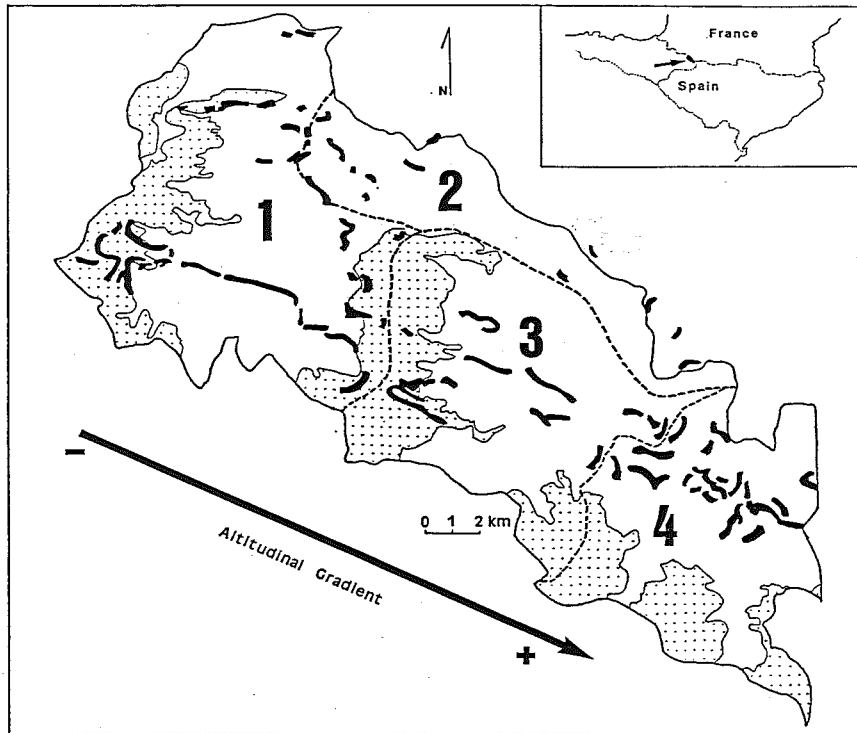 France
Spain
N
1
2
3
4
0 1 2 km
−
Altitudinal Gradient
+